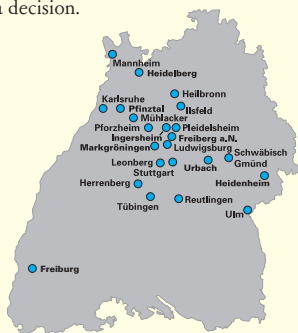 a decision.
Mannheim
Heidelberg
Heilbronn
Karlsruhe
Ilsfeld
Pfinztal
Mühlacker
Pforzheim
Pleidelsheim
Ingersheim
Freiberg a.N.
Markgröningen
Ludwigsburg
Leonberg
Schwäbisch
Gmünd
Stuttgart
Urbach
Herrenberg
Heidenheim
Tübingen
Reutlingen
Ulm
Freiburg